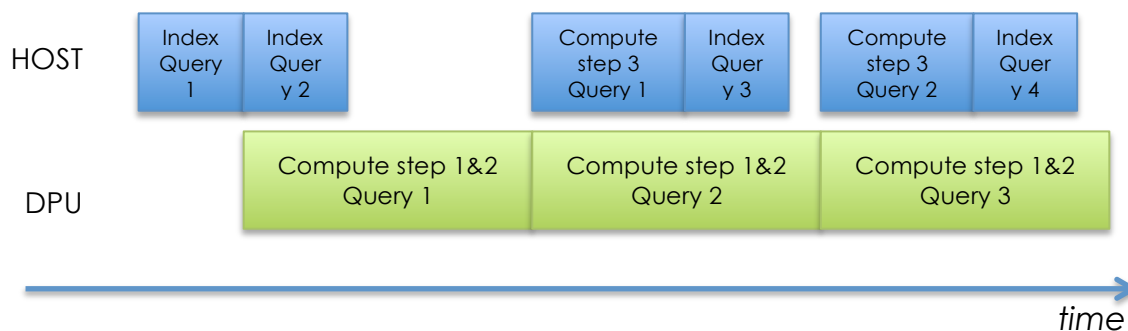 HOST
Index
Query
1
Index
Quer
y 2
Compute
step 3
Query 1
Index
Quer
y 3
Compute
step 3
Query 2
Index
Quer
y 4
DPU
Compute step 1&2
Query 1
Compute step 1&2
Query 2
Compute step 1&2
Query 3
time